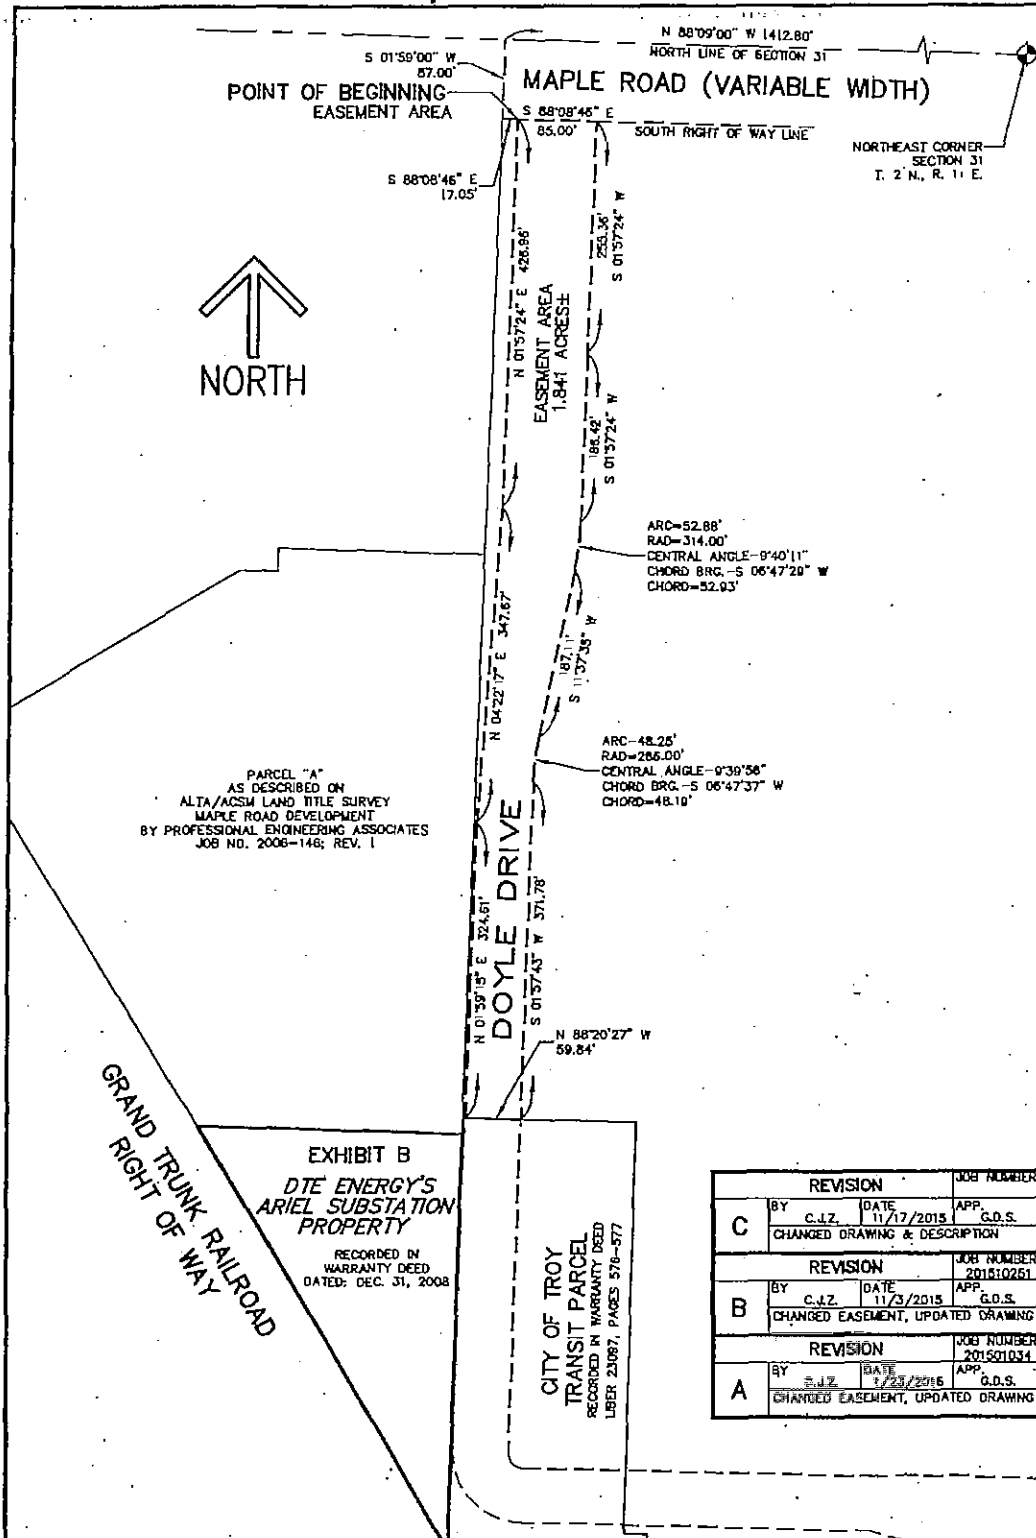 N 88°09'00" W 1412.80'
NORTH LINE OF SECTION 31
S 01°59'00" W
87.00'
POINT OF BEGINNING
EASEMENT AREA
MAPLE ROAD (VARIABLE WIDTH)
S 88°08'46" E
85.00'
SOUTH RIGHT OF WAY LINE
NORTHEAST CORNER
SECTION 31
T. 2 N., R. 11 E.
S 88°08'46" E
17.05'
NORTH
N 01°57'24" E 426.96'
EASEMENT AREA
1.841 ACRES±
S 01°57'24" W
186.42'
S 01°57'24" W
ARC=52.88'
RAD=314.00'
CENTRAL ANGLE-9°40'11"
CHORD BRG.-S 06°47'29" W
CHORD=52.93'
N 04°22'17" E 347.67'
187.11'
S 11°37'35" W
ARC-48.25'
RAD=286.00'
CENTRAL ANGLE-9°39'58"
CHORD BRG.-S 06°47'37" W
CHORD=48.19'
PARCEL "A"
AS DESCRIBED ON
ALTA/ACSM LAND TITLE SURVEY
MAPLE ROAD DEVELOPMENT
BY PROFESSIONAL ENGINEERING ASSOCIATES
JOB NO. 2006-146; REV. 1
N 01°59'15" E 324.61'
DOYLE DRIVE
S 01°57'43" W 371.78'
N 88°20'27" W
59.84'
GRAND TRUNK RAILROAD
RIGHT OF WAY
EXHIBIT B
DTE ENERGY'S
ARIEL SUBSTATION
PROPERTY
RECORDED IN
WARRANTY DEED
DATED: DEC. 31, 2008
CITY OF TROY
TRANSIT PARCEL
RECORDED IN WARRANTY DEED
LIBER 23097, PAGES 576-577
REVISION JOB NUMBER
C BY C.J.Z. DATE 11/17/2015 APP. G.D.S.
CHANGED DRAWING & DESCRIPTION
REVISION JOB NUMBER 201510251
B BY C.J.Z. DATE 11/3/2015 APP. G.D.S.
CHANGED EASEMENT, UPDATED DRAWING
REVISION JOB NUMBER 201501034
A BY C.J.Z. DATE APP. G.D.S.
CHANGED EASEMENT, UPDATED DRAWING